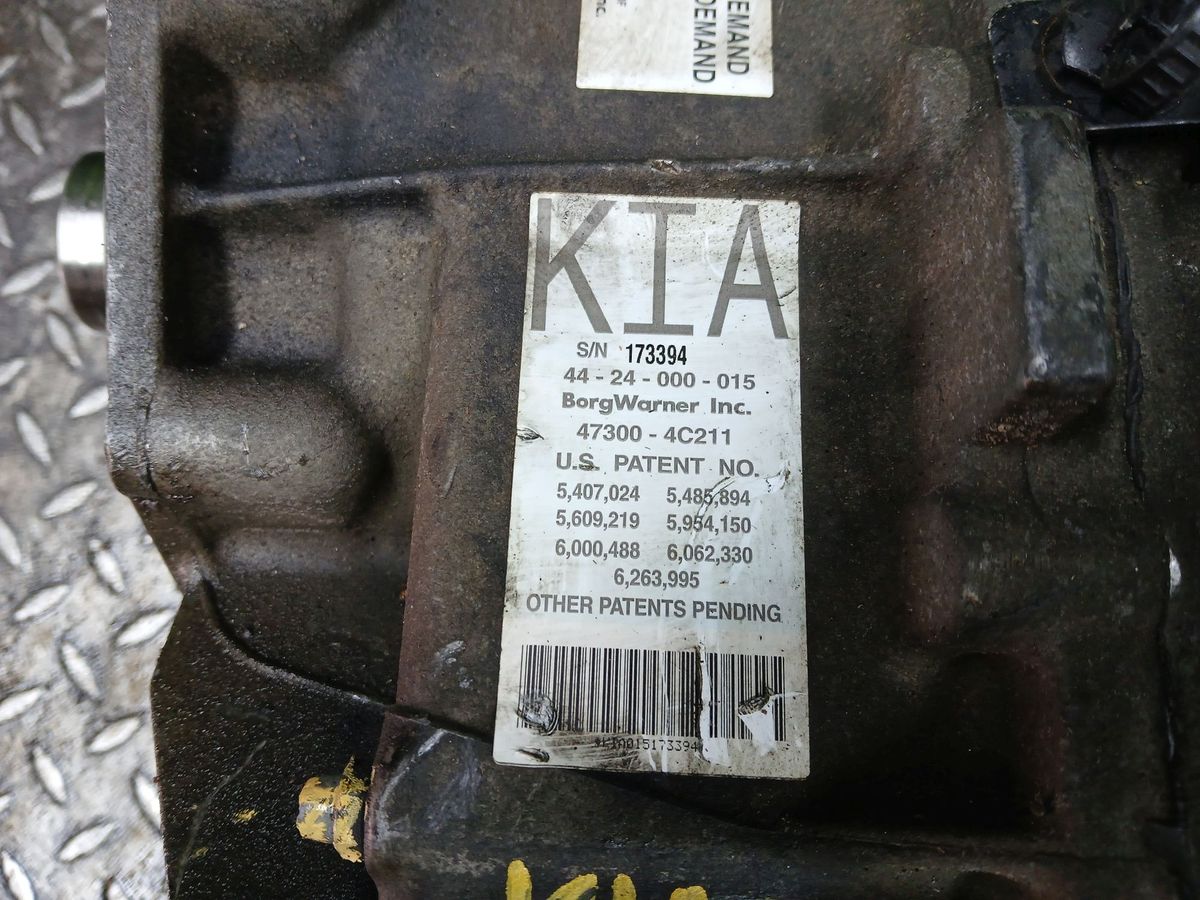 DEMAND
DEMAND
KIA
S/N 173394
44 - 24 - 000 - 015
BorgWarner Inc.
47300 - 4C211
U.S. PATENT NO.
5,407,024 5,485,894
5,609,219 5,954,150
6,000,488 6,062,330
6,263,995
OTHER PATENTS PENDING